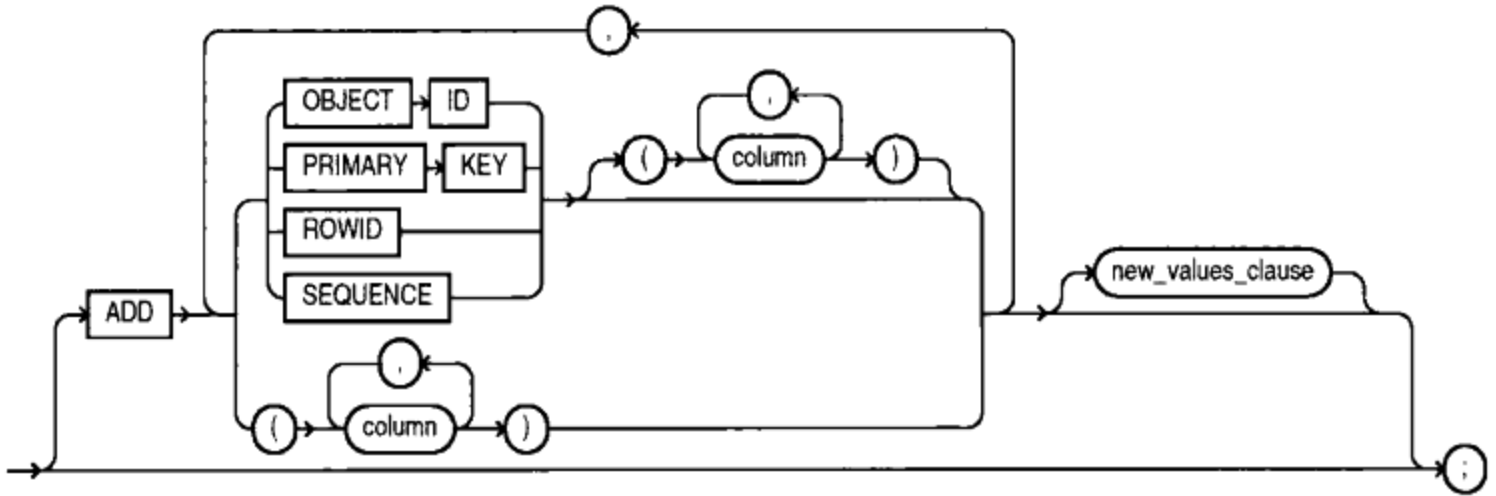 ,
OBJECT ID
,
PRIMARY KEY
( column )
ROWID
new_values_clause
SEQUENCE
ADD
,
( column )
;